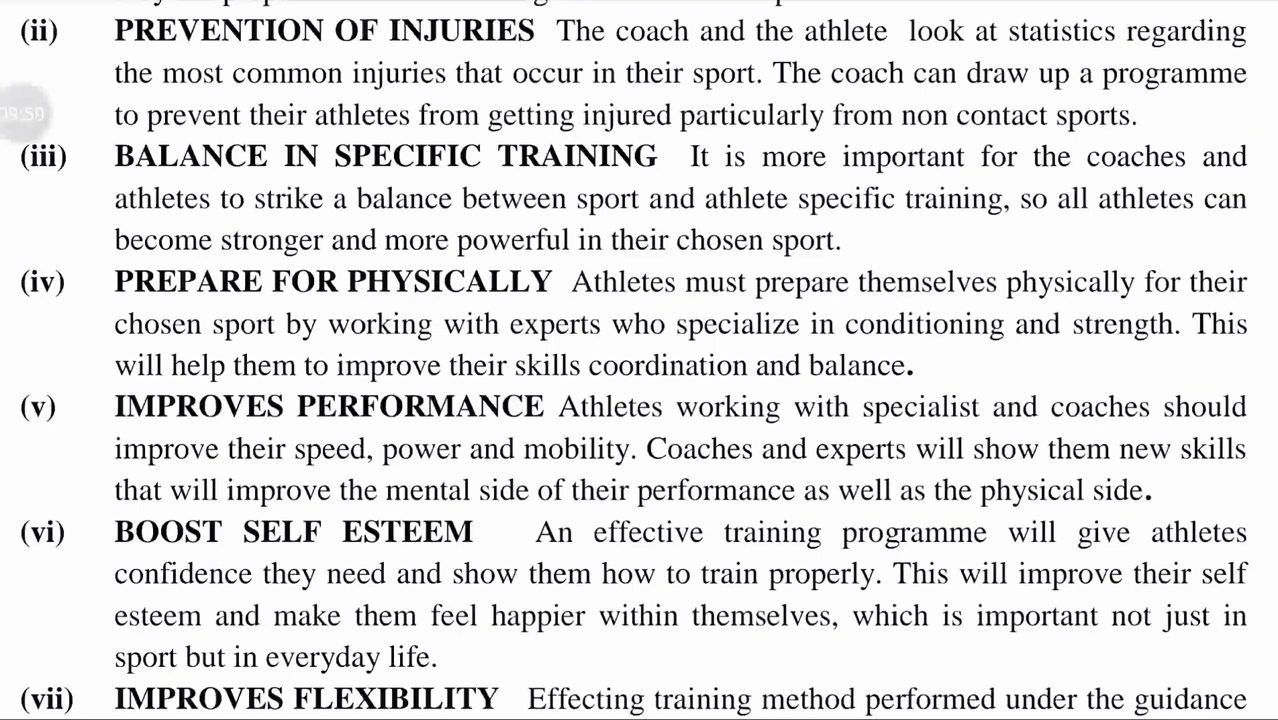 (ii) PREVENTION OF INJURIES The coach and the athlete look at statistics regarding
the most common injuries that occur in their sport. The coach can draw up a programme
to prevent their athletes from getting injured particularly from non contact sports.
09:50
(iii) BALANCE IN SPECIFIC TRAINING It is more important for the coaches and
athletes to strike a balance between sport and athlete specific training, so all athletes can
become stronger and more powerful in their chosen sport.
(iv) PREPARE FOR PHYSICALLY Athletes must prepare themselves physically for their
chosen sport by working with experts who specialize in conditioning and strength. This
will help them to improve their skills coordination and balance.
(v) IMPROVES PERFORMANCE Athletes working with specialist and coaches should
improve their speed, power and mobility. Coaches and experts will show them new skills
that will improve the mental side of their performance as well as the physical side.
(vi) BOOST SELF ESTEEM An effective training programme will give athletes
confidence they need and show them how to train properly. This will improve their self
esteem and make them feel happier within themselves, which is important not just in
sport but in everyday life.
(vii) IMPROVES FLEXIBILITY Effecting training method performed under the guidance